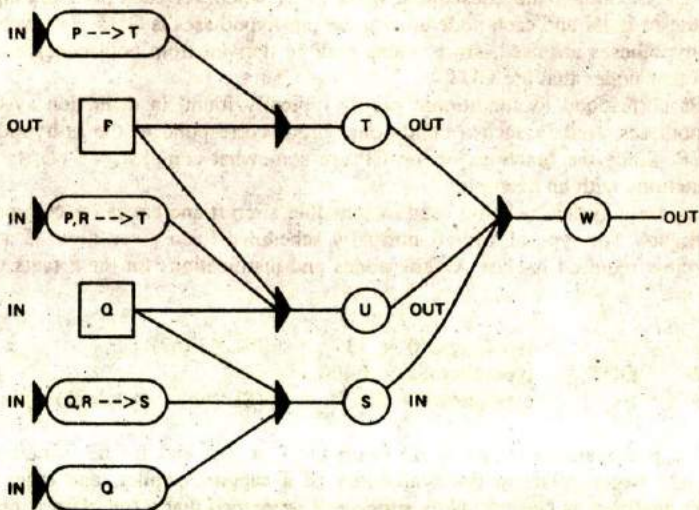 IN P --> T
T OUT
OUT P
IN P,R --> T
W OUT
IN Q
U OUT
IN Q,R --> S
S IN
IN Q